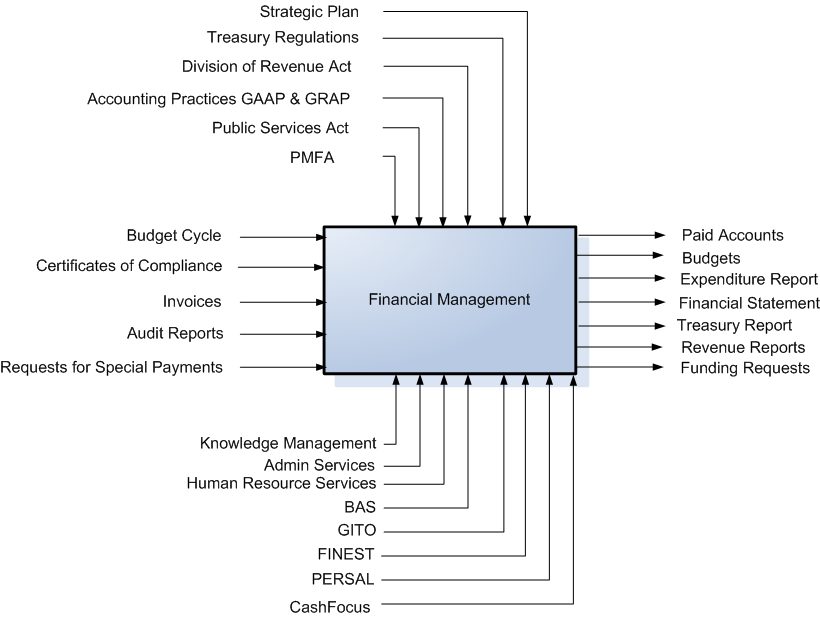 Strategic Plan
Treasury Regulations
Division of Revenue Act
Accounting Practices GAAP & GRAP
Public Services Act
PMFA
Budget Cycle
Certificates of Compliance
Invoices
Audit Reports
Requests for Special Payments
Financial Management
Paid Accounts
Budgets
Expenditure Report
Financial Statement
Treasury Report
Revenue Reports
Funding Requests
Knowledge Management
Admin Services
Human Resource Services
BAS
GITO
FINEST
PERSAL
CashFocus